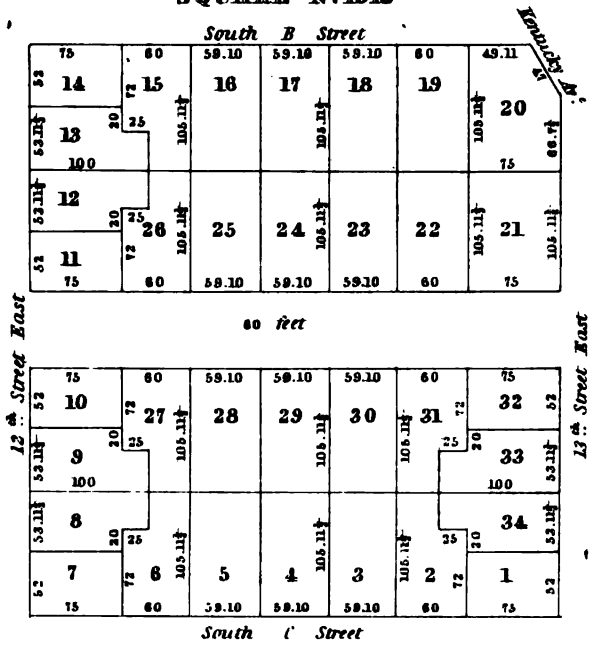 South B Street
Kentucky Av.
75 60 59.10 59.10 59.10 60 49.11
47
52 14 72 15 16 17 18 19 20
105.11½ 105.11½ 105.11½ 66.7½
53.11½ 13 20 25
100 75
53.11½ 12 20 25
26 25 24 23 22 21
105.11½ 105.11½ 105.11½ 105.11½
52 11 72
75 60 59.10 59.10 59.10 60 75
12th Street East
60 feet
13th Street East
75 60 59.10 59.10 59.10 60 75
52 10 72 27 28 29 30 31 72 32 52
105.11½ 105.11½ 105.11½
53.11½ 9 20 25 25 20 33 53.11½
100 100
53.11½ 8 20 25 25 20 34 53.11½
105.11½ 105.11½ 105.11½
52 7 72 6 5 4 3 2 72 1 52
75 60 59.10 59.10 59.10 60 75
South C Street